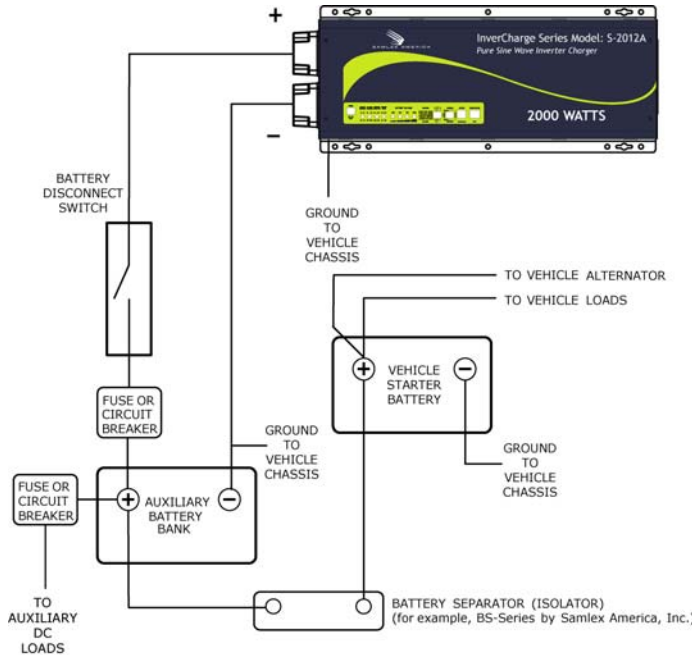 +
SAMLEX AMERICA
InverCharge Series Model: S-2012A
Pure Sine Wave Inverter Charger
2000 WATTS
−
BATTERY
DISCONNECT
SWITCH
GROUND
TO
VEHICLE
CHASSIS
TO VEHICLE ALTERNATOR
TO VEHICLE LOADS
+
VEHICLE
STARTER
BATTERY
−
FUSE OR
CIRCUIT
BREAKER
GROUND
TO
VEHICLE
CHASSIS
GROUND
TO
VEHICLE
CHASSIS
FUSE OR
CIRCUIT
BREAKER
+
AUXILIARY
BATTERY
BANK
−
TO
AUXILIARY
DC
LOADS
BATTERY SEPARATOR (ISOLATOR)
(for example, BS-Series by Samlex America, Inc.)